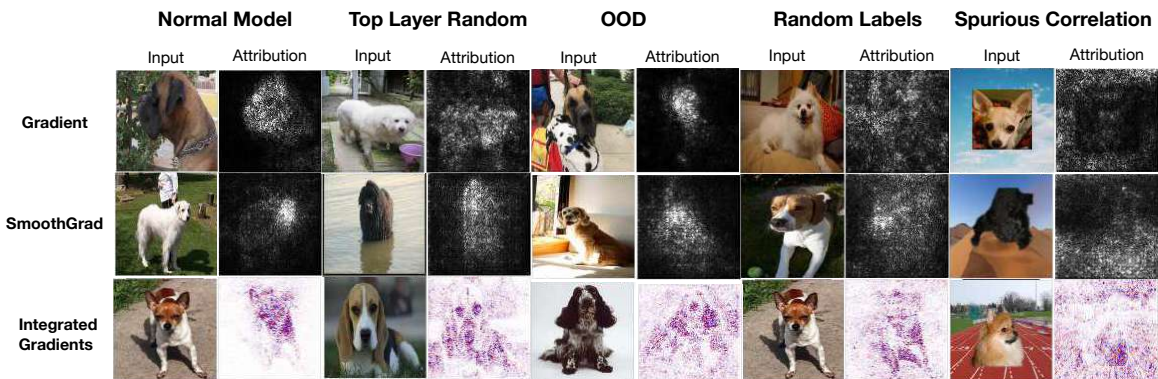 Normal Model Top Layer Random OOD Random Labels Spurious Correlation
Input Attribution Input Attribution Input Attribution Input Attribution Input Attribution
Gradient
SmoothGrad
Integrated
Gradients